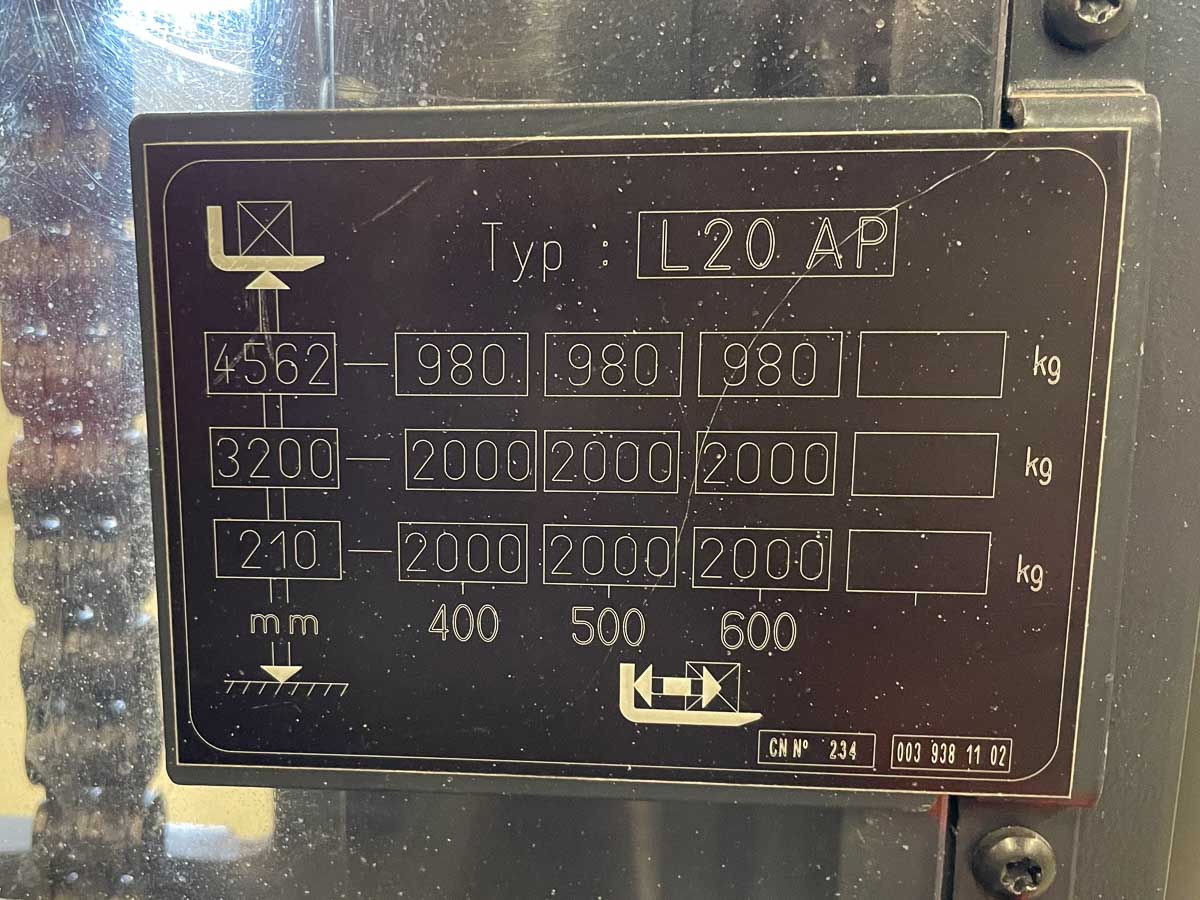 Typ : L20 AP
4562 980 980 980 kg
3200 2000 2000 2000 kg
210 2000 2000 2000 kg
mm 400 500 600
CN Nº 234 003 938 11 02